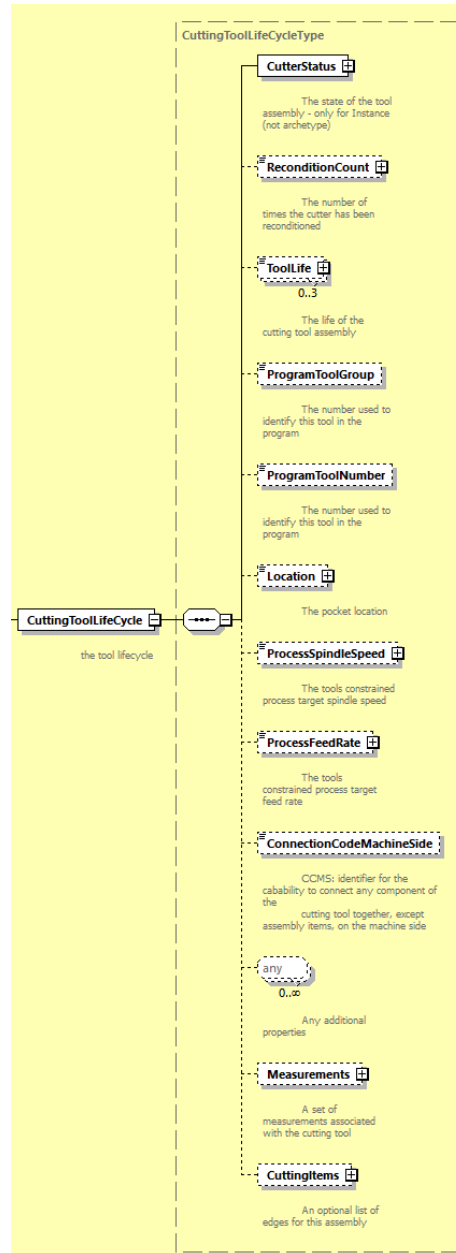 CuttingToolLifeCycleType
CutterStatus
The state of the tool
assembly - only for Instance
(not archetype)
ReconditionCount
The number of
times the cutter has been
reconditioned
ToolLife
0..3
The life of the
cutting tool assembly
ProgramToolGroup
The number used to
identify this tool in the
program
ProgramToolNumber
The number used to
identify this tool in the
program
Location
The pocket location
CuttingToolLifeCycle
the tool lifecycle
ProcessSpindleSpeed
The tools constrained
process target spindle speed
ProcessFeedRate
The tools
constrained process target
feed rate
ConnectionCodeMachineSide
CCMS: identifier for the
cabability to connect any component of
the
cutting tool together, except
assembly items, on the machine side
any
0..∞
Any additional
properties
Measurements
A set of
measurements associated
with the cutting tool
CuttingItems
An optional list of
edges for this assembly